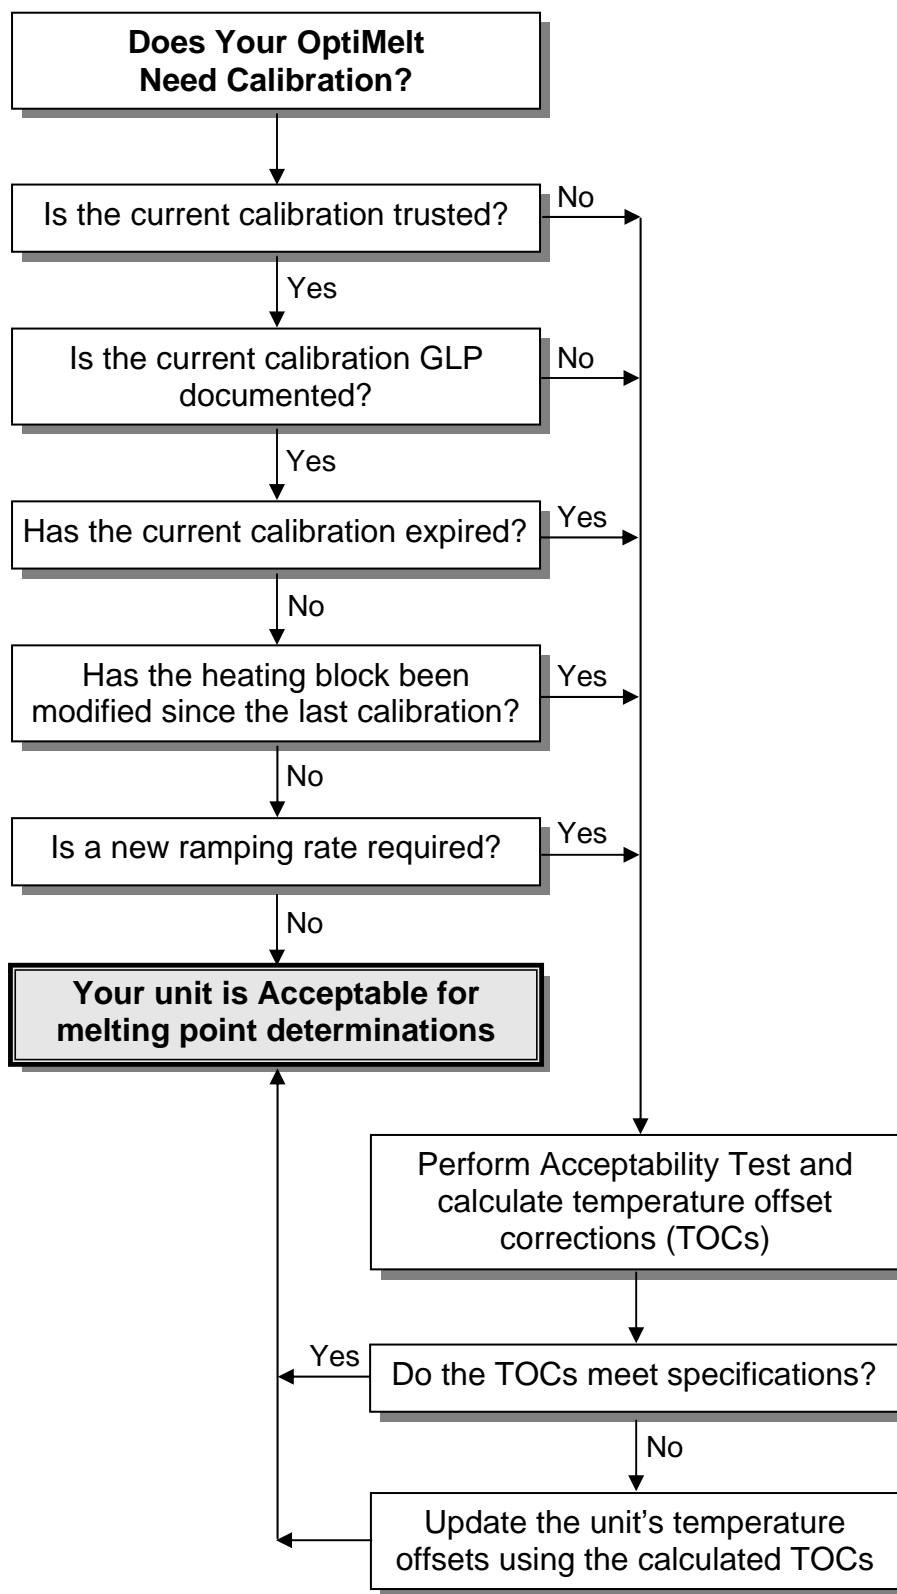 Does Your OptiMelt
Need Calibration?
Is the current calibration trusted?
No
Yes
Is the current calibration GLP
documented?
No
Yes
Has the current calibration expired?
Yes
No
Has the heating block been
modified since the last calibration?
Yes
No
Is a new ramping rate required?
Yes
No
Your unit is Acceptable for
melting point determinations
Perform Acceptability Test and
calculate temperature offset
corrections (TOCs)
Yes
Do the TOCs meet specifications?
No
Update the unit's temperature
offsets using the calculated TOCs